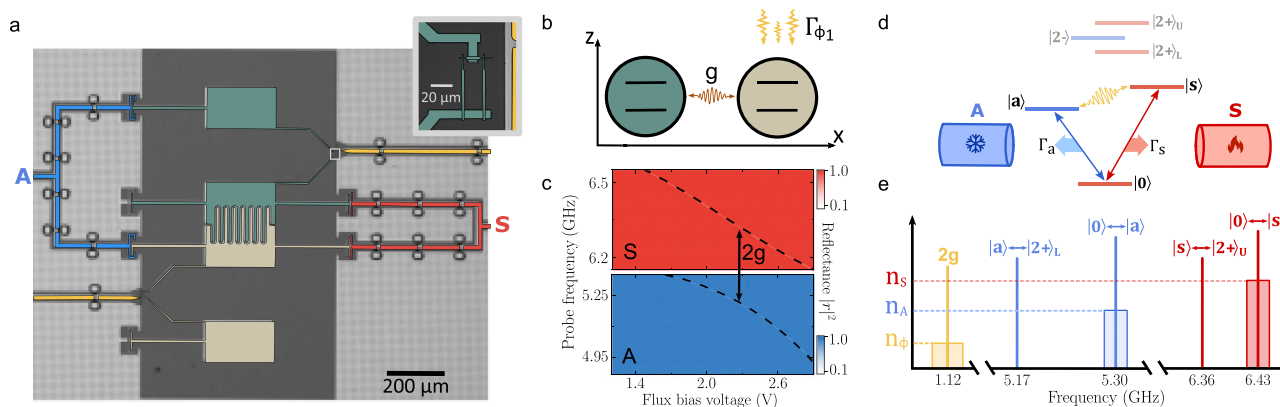 a
20 μm
A
S
200 μm
b
z
x
g
Γϕ1
c
6.5
6.2
5.25
4.95
Probe frequency (GHz)
S
A
2g
1.4
2.0
2.6
Flux bias voltage (V)
1.0
0.1
Reflectance |r|²
1.0
0.1
d
|2+⟩U
|2-⟩
|2+⟩L
|a⟩
|s⟩
A
S
Γa
Γs
|0⟩
e
nS
nA
nϕ
2g
|a⟩↔|2+⟩L
|0⟩↔|a⟩
|s⟩↔|2+⟩U
|0⟩↔|s⟩
1.12
5.17
5.30
6.36
6.43
Frequency (GHz)